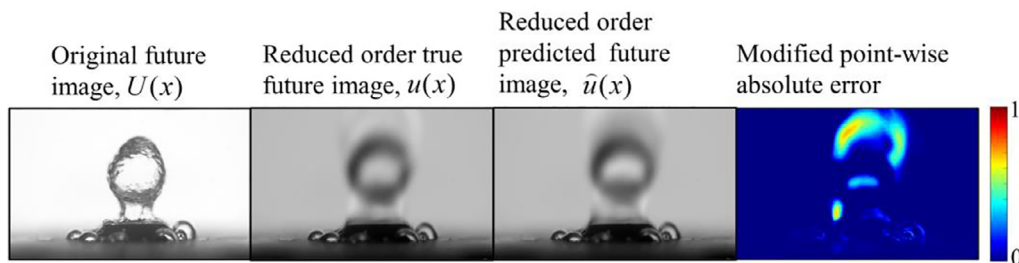 Original future
image, U(x)
Reduced order true
future image, u(x)
Reduced order
predicted future
image, û(x)
Modified point-wise
absolute error
1
0